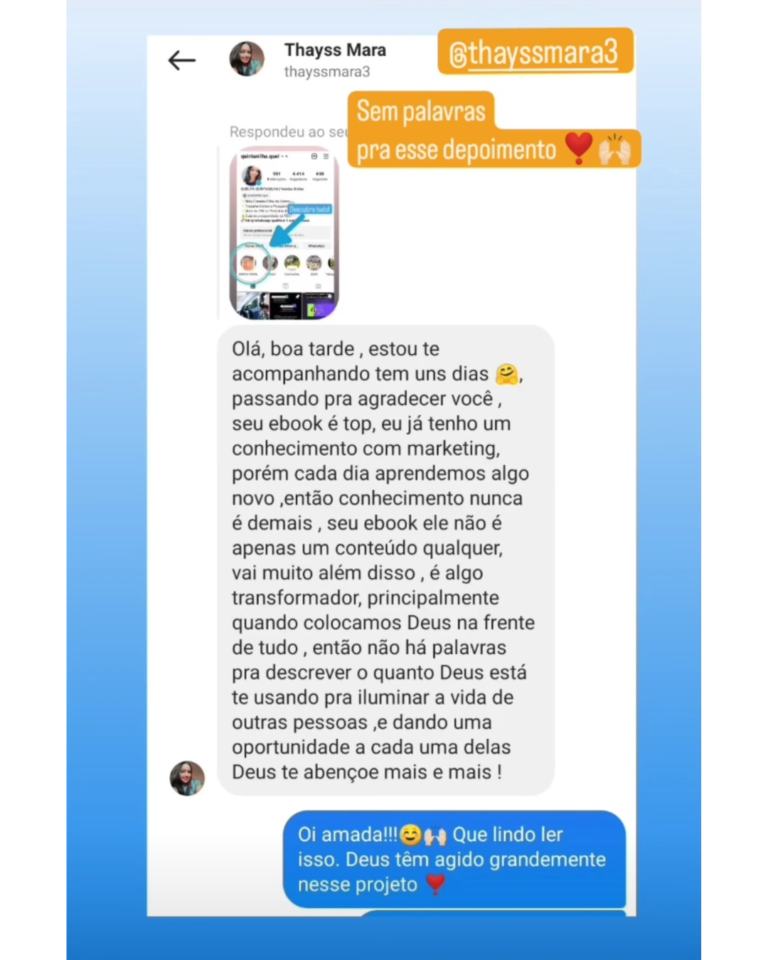 Thayss Mara
thayssmara3
@thayssmara3
Sem palavras
pra esse depoimento ❣️🙌🏻
Respondeu ao seu
Descubra tudo!
Olá, boa tarde , estou te
acompanhando tem uns dias 🤗,
passando pra agradecer você ,
seu ebook é top, eu já tenho um
conhecimento com marketing,
porém cada dia aprendemos algo
novo ,então conhecimento nunca
é demais , seu ebook ele não é
apenas um conteúdo qualquer,
vai muito além disso , é algo
transformador, principalmente
quando colocamos Deus na frente
de tudo , então não há palavras
pra descrever o quanto Deus está
te usando pra iluminar a vida de
outras pessoas ,e dando uma
oportunidade a cada uma delas
Deus te abençoe mais e mais !
Oi amada!!!☺️🙌🏻 Que lindo ler
isso. Deus têm agido grandemente
nesse projeto ❣️